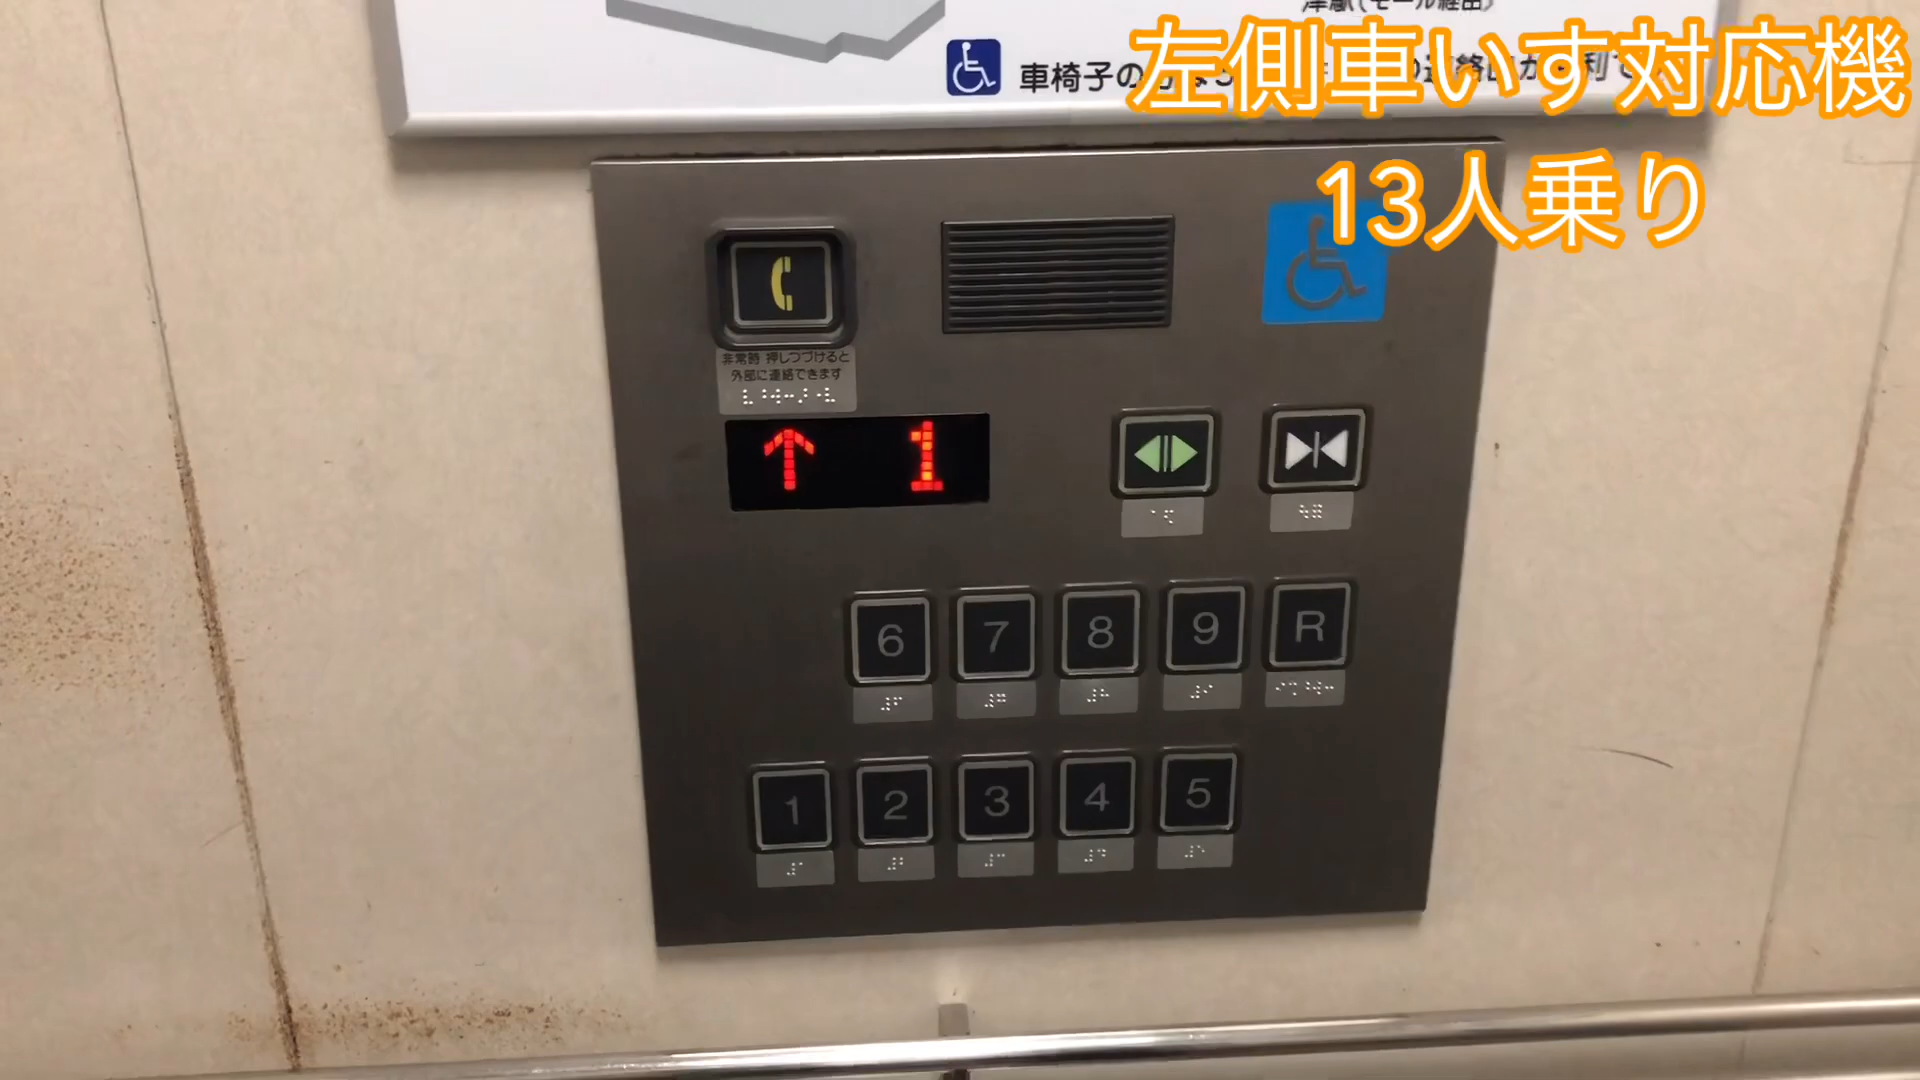 左側車いす対応機
13人乗り
車椅子の
非常時 押しつづけると
外部に連絡できます
↑ 1
6 7 8 9 R
1 2 3 4 5